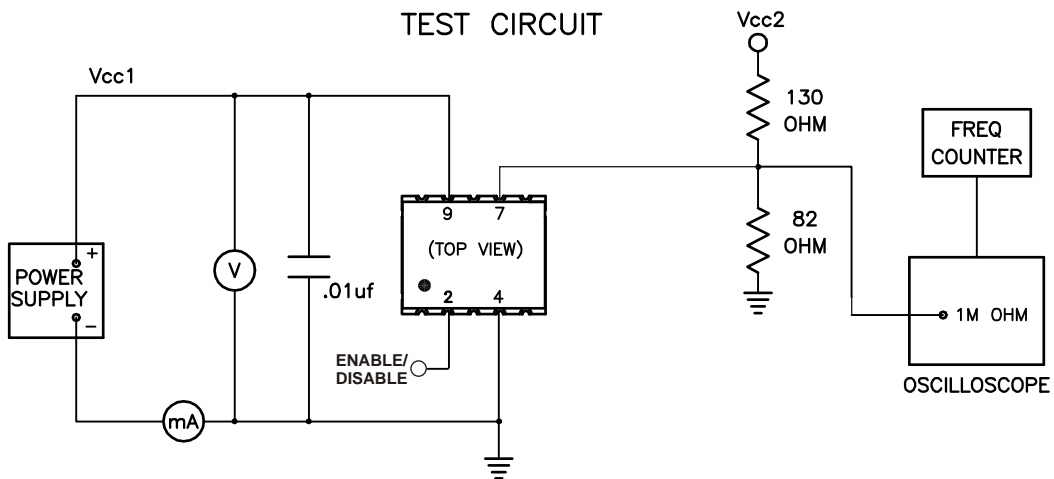 TEST CIRCUIT
Vcc1
Vcc2
130
OHM
FREQ
COUNTER
9 7
(TOP VIEW)
2 4
82
OHM
+
POWER
SUPPLY
−
V
.01uf
1M OHM
ENABLE/
DISABLE
OSCILLOSCOPE
mA